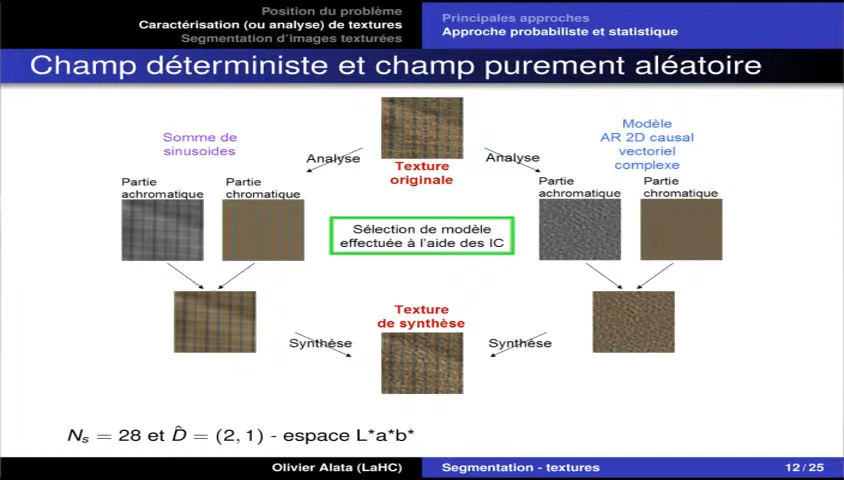 Position du problème
Caractérisation (ou analyse) de textures
Segmentation d'images texturées
Principales approches
Approche probabiliste et statistique
Champ déterministe et champ purement aléatoire
Somme de
sinusoides
Analyse
Texture
originale
Analyse
Modèle
AR 2D causal
vectoriel
complexe
Partie
achromatique
Partie
chromatique
Partie
achromatique
Partie
chromatique
Sélection de modèle
effectuée à l'aide des IC
Texture
de synthèse
Synthèse
Synthése
Nₛ = 28 et D̂ = (2, 1) - espace L*a*b*
Olivier Alata (LaHC)
Segmentation - textures
12 / 25